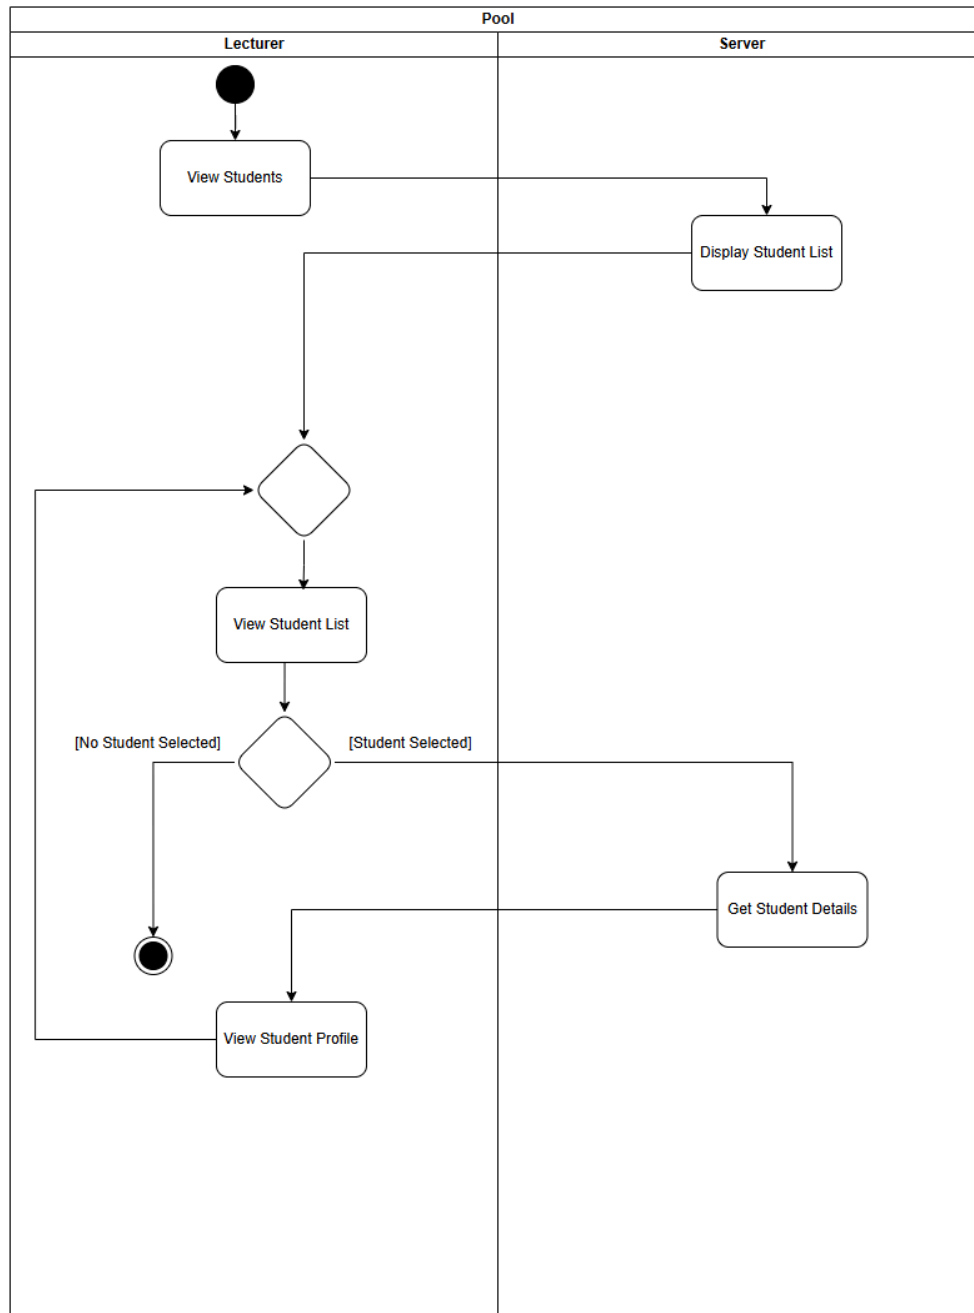 Pool
Lecturer
Server
View Students
Display Student List
View Student List
[No Student Selected]
[Student Selected]
Get Student Details
View Student Profile